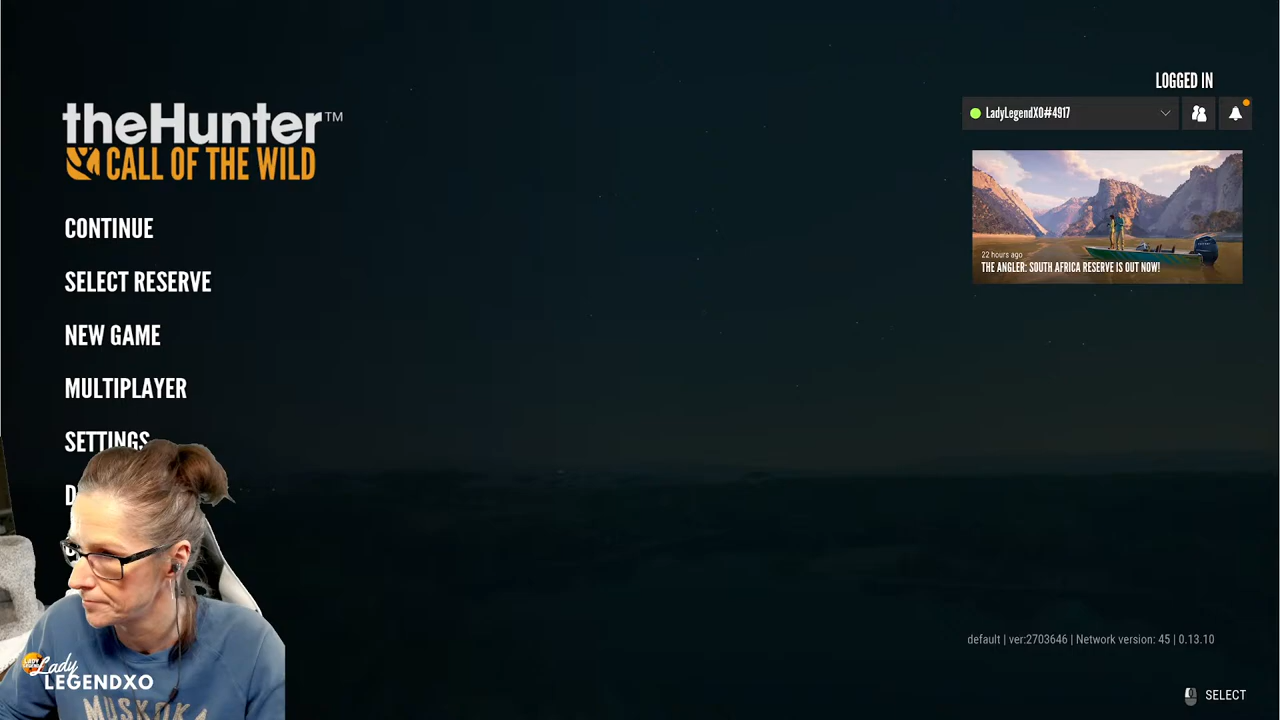 LOGGED IN
LadyLegendXO#4917
theHunter™
CALL OF THE WILD
CONTINUE
SELECT RESERVE
NEW GAME
MULTIPLAYER
SETTINGS
D
22 hours ago
THE ANGLER: SOUTH AFRICA RESERVE IS OUT NOW!
default | ver:2703646 | Network version: 45 | 0.13.10
SELECT
Lady
LEGENDXO
MUSKOKA